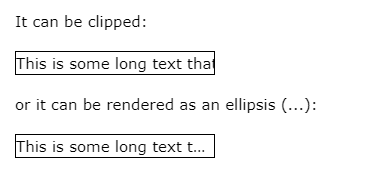 It can be clipped:
This is some long text that
or it can be rendered as an ellipsis (...):
This is some long text t...